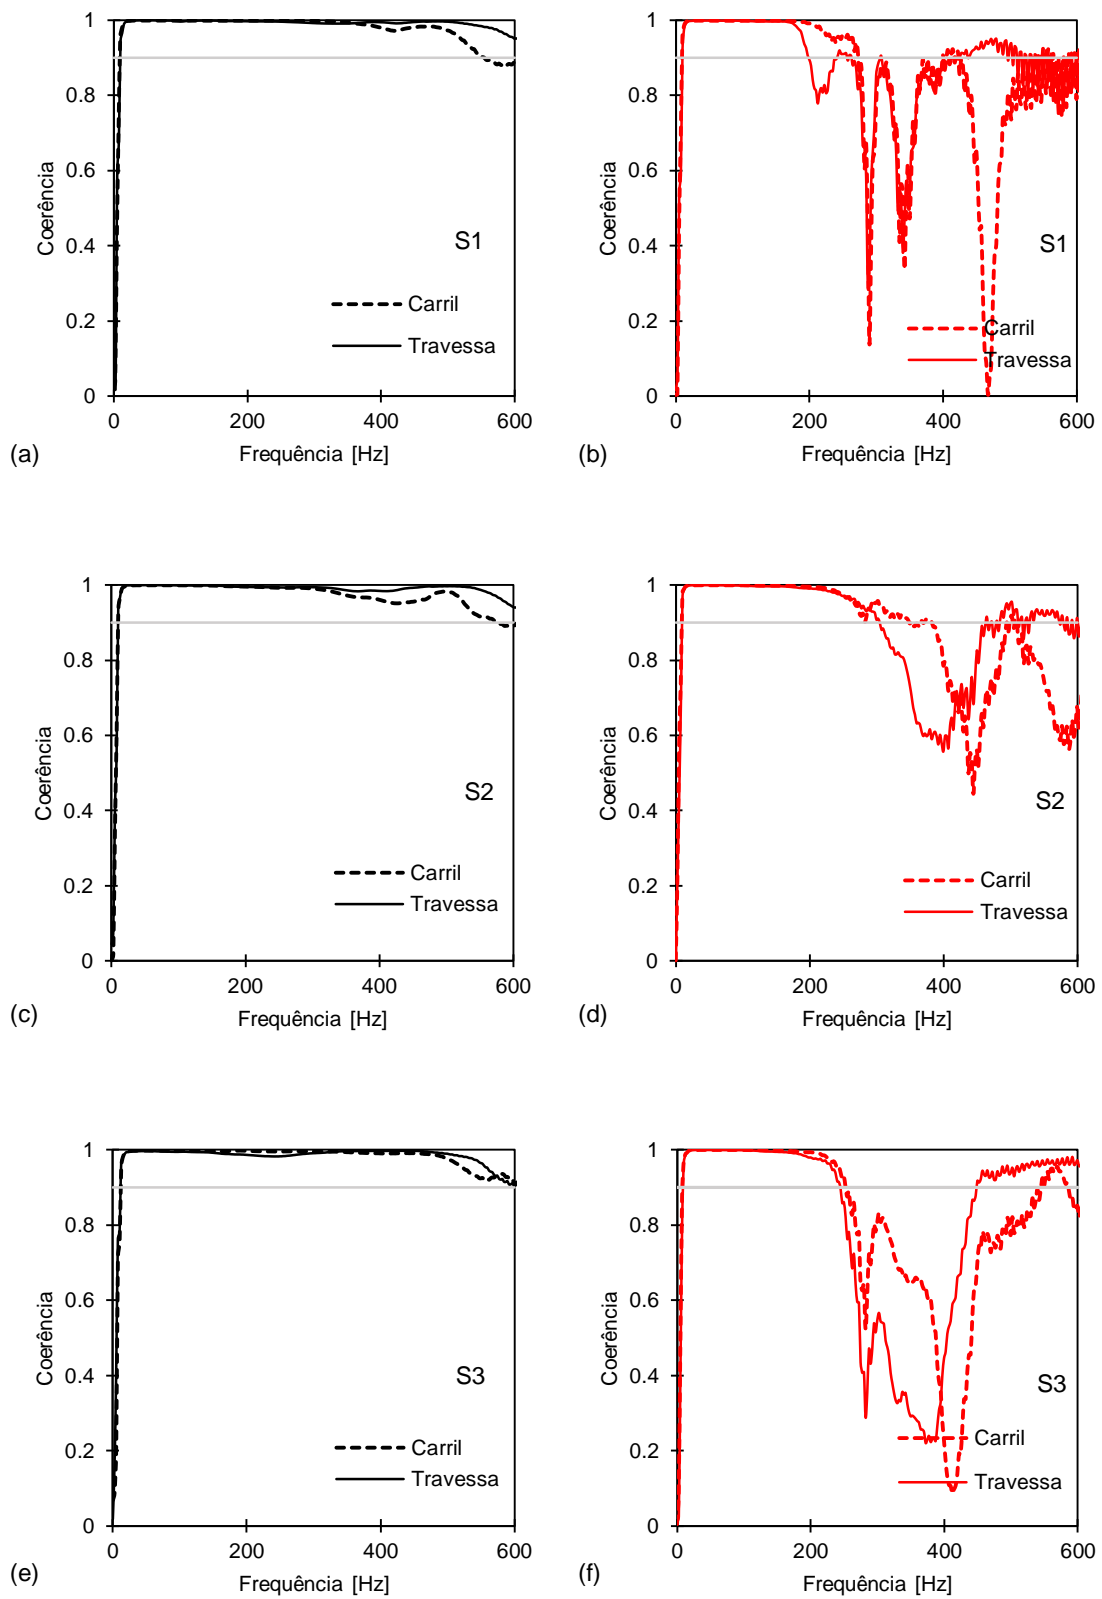 1
0.8
0.6
0.4
0.2
0
Coerência
S1
Carril
Travessa
0 200 400 600
Frequência [Hz]
(a)
1
0.8
0.6
0.4
0.2
0
Coerência
S1
Carril
Travessa
0 200 400 600
Frequência [Hz]
(b)
1
0.8
0.6
0.4
0.2
0
Coerência
S2
Carril
Travessa
0 200 400 600
Frequência [Hz]
(c)
1
0.8
0.6
0.4
0.2
0
Coerência
S2
Carril
Travessa
0 200 400 600
Frequência [Hz]
(d)
1
0.8
0.6
0.4
0.2
0
Coerência
S3
Carril
Travessa
0 200 400 600
Frequência [Hz]
(e)
1
0.8
0.6
0.4
0.2
0
Coerência
S3
Carril
Travessa
0 200 400 600
Frequência [Hz]
(f)